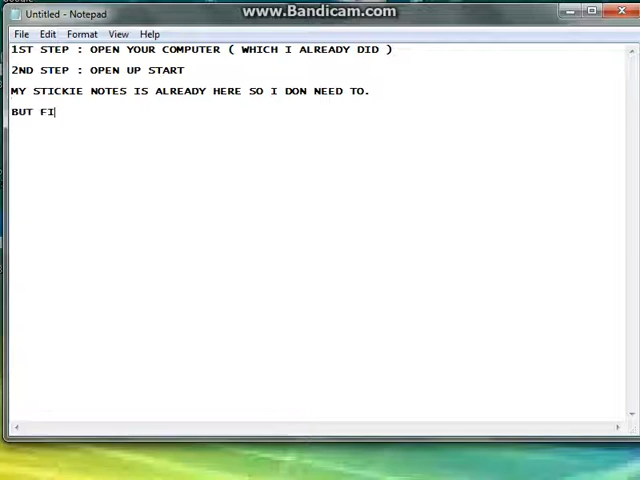 www.Bandicam.com
Untitled - Notepad
File Edit Format View Help
1ST STEP : OPEN YOUR COMPUTER ( WHICH I ALREADY DID )
2ND STEP : OPEN UP START
MY STICKIE NOTES IS ALREADY HERE SO I DON NEED TO.
BUT FI